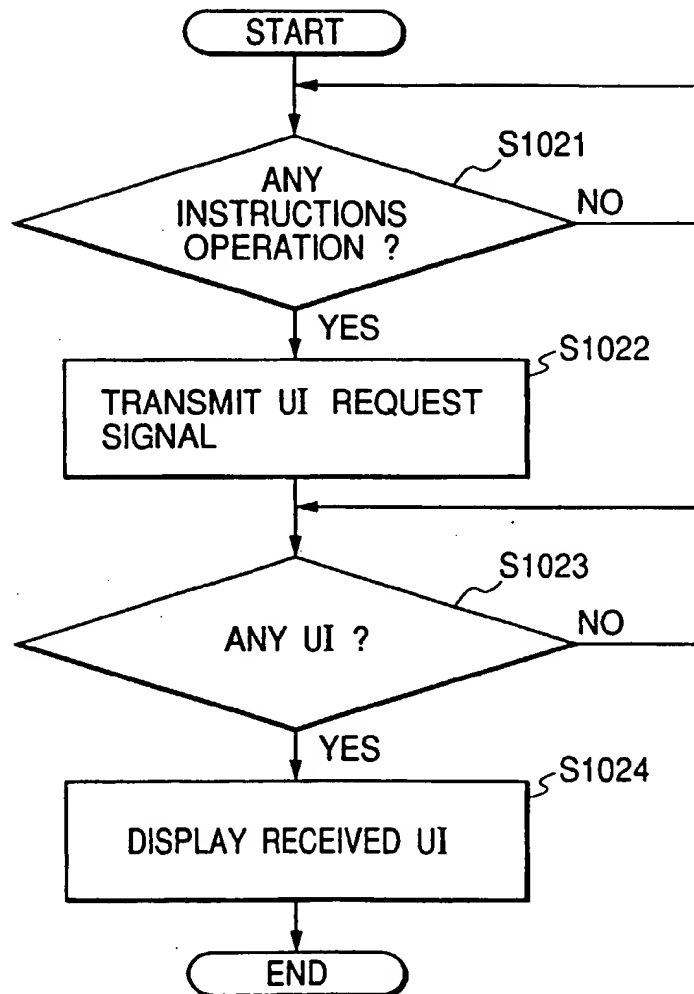 START
S1021
ANY
INSTRUCTIONS
OPERATION ?
NO
YES
S1022
TRANSMIT UI REQUEST
SIGNAL
S1023
ANY UI ?
NO
YES
S1024
DISPLAY RECEIVED UI
END